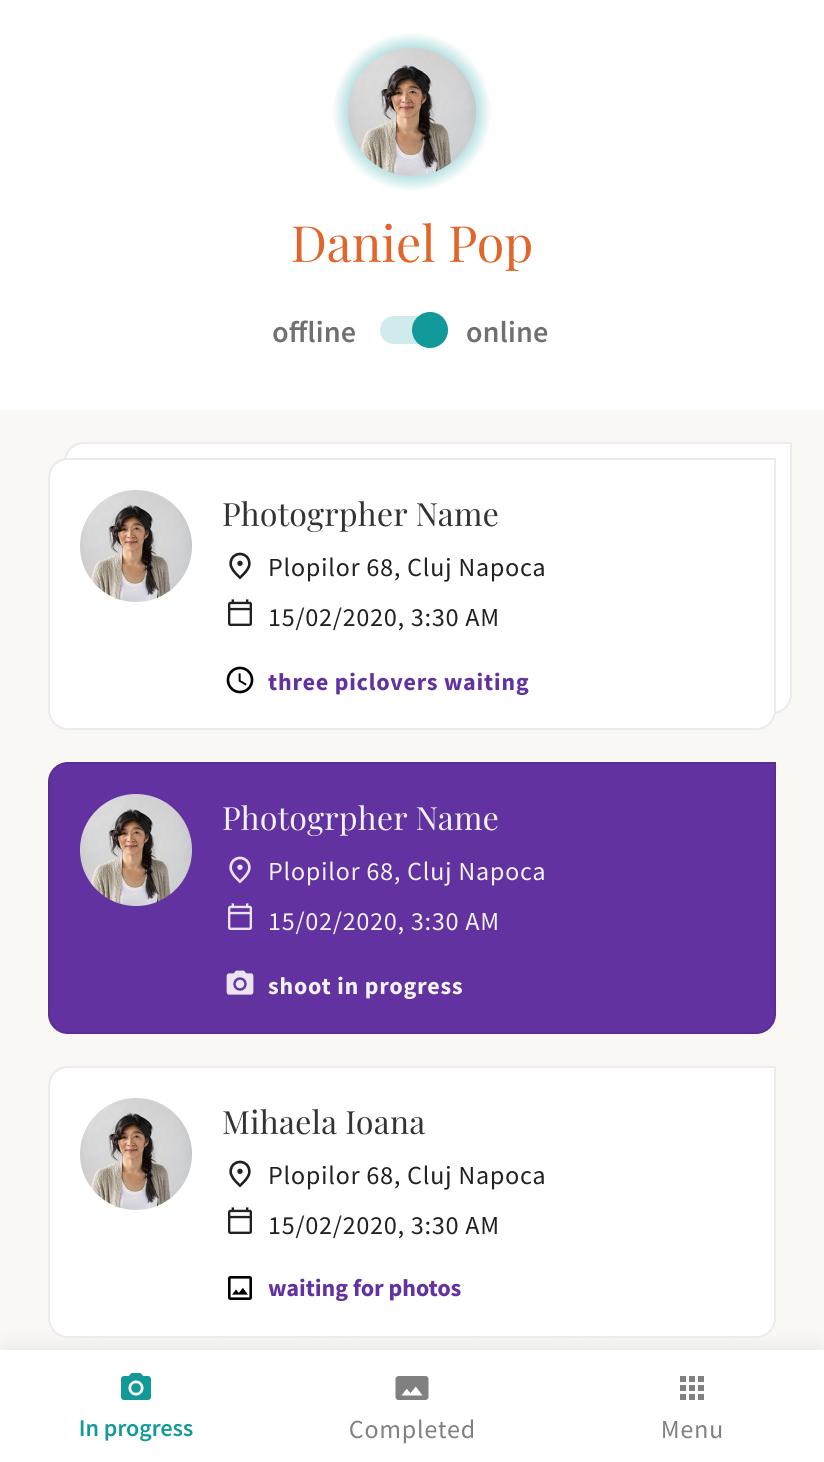 Daniel Pop
offline online
Photogrpher Name
Plopilor 68, Cluj Napoca
15/02/2020, 3:30 AM
three piclovers waiting
Photogrpher Name
Plopilor 68, Cluj Napoca
15/02/2020, 3:30 AM
shoot in progress
Mihaela Ioana
Plopilor 68, Cluj Napoca
15/02/2020, 3:30 AM
waiting for photos
In progress Completed Menu